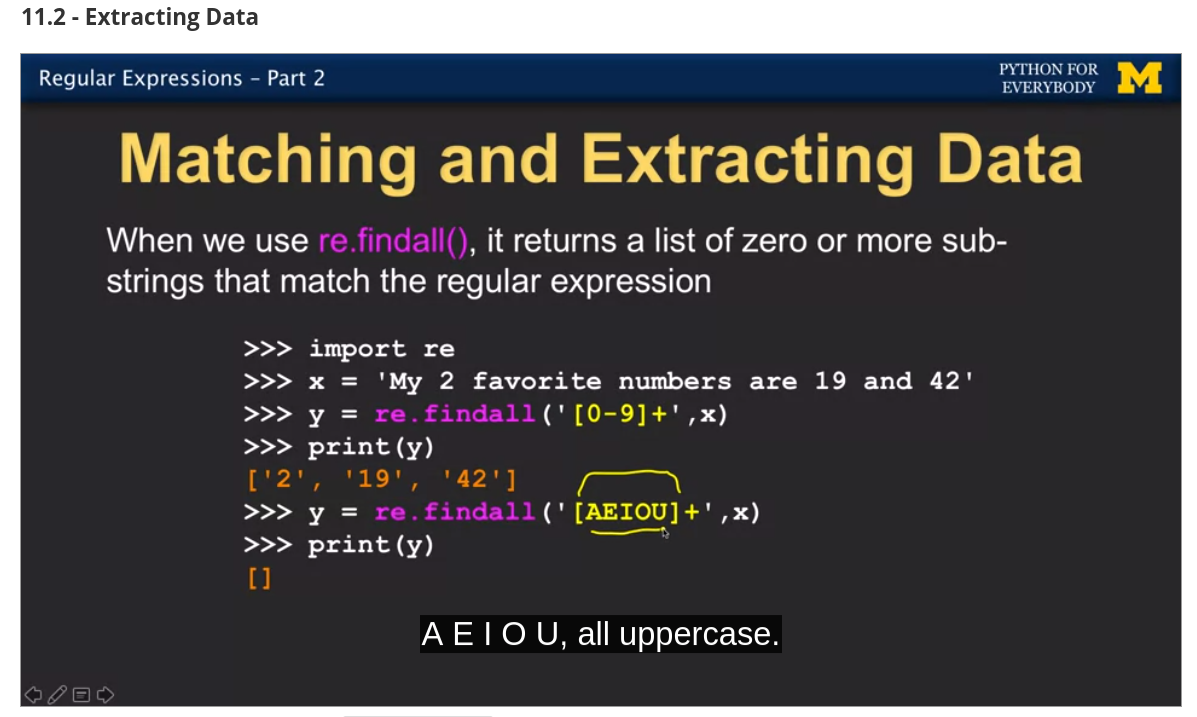 11.2 - Extracting Data
Regular Expressions – Part 2
PYTHON FOR
EVERYBODY
M
Matching and Extracting Data
When we use re.findall(), it returns a list of zero or more sub-
strings that match the regular expression
>>> import re
>>> x = 'My 2 favorite numbers are 19 and 42'
>>> y = re.findall('[0-9]+',x)
>>> print(y)
['2', '19', '42']
>>> y = re.findall('[AEIOU]+',x)
>>> print(y)
[]
A E I O U, all uppercase.